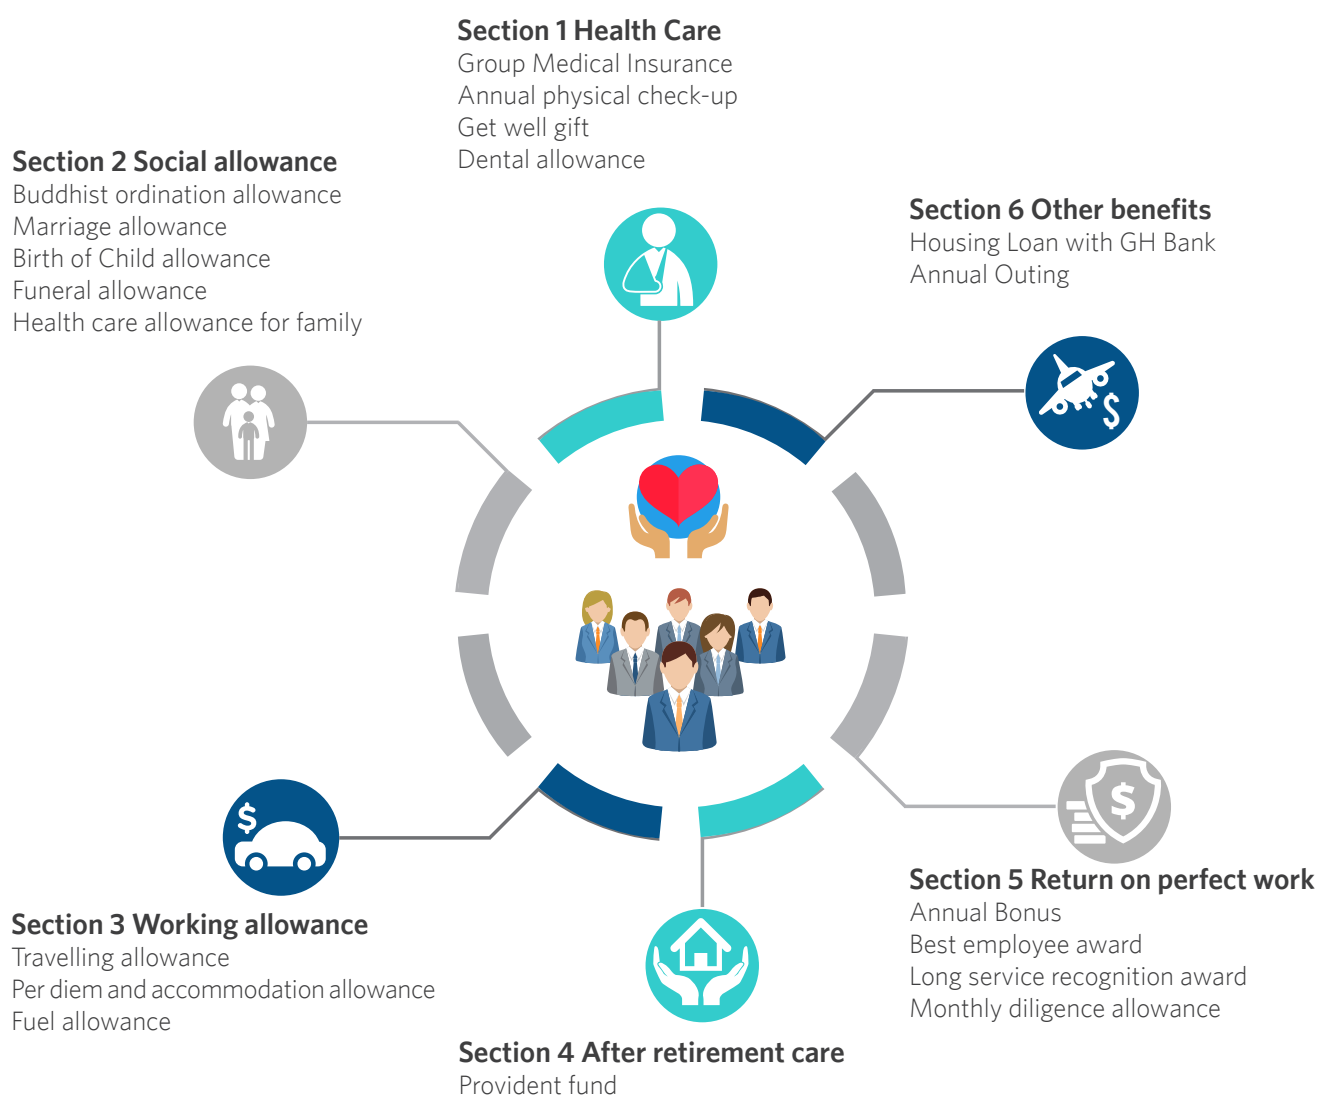 Section 1 Health Care
Group Medical Insurance
Annual physical check-up
Get well gift
Dental allowance
Section 2 Social allowance
Buddhist ordination allowance
Marriage allowance
Birth of Child allowance
Funeral allowance
Health care allowance for family
Section 6 Other benefits
Housing Loan with GH Bank
Annual Outing
$
$
$
Section 3 Working allowance
Travelling allowance
Per diem and accommodation allowance
Fuel allowance
Section 5 Return on perfect work
Annual Bonus
Best employee award
Long service recognition award
Monthly diligence allowance
Section 4 After retirement care
Provident fund